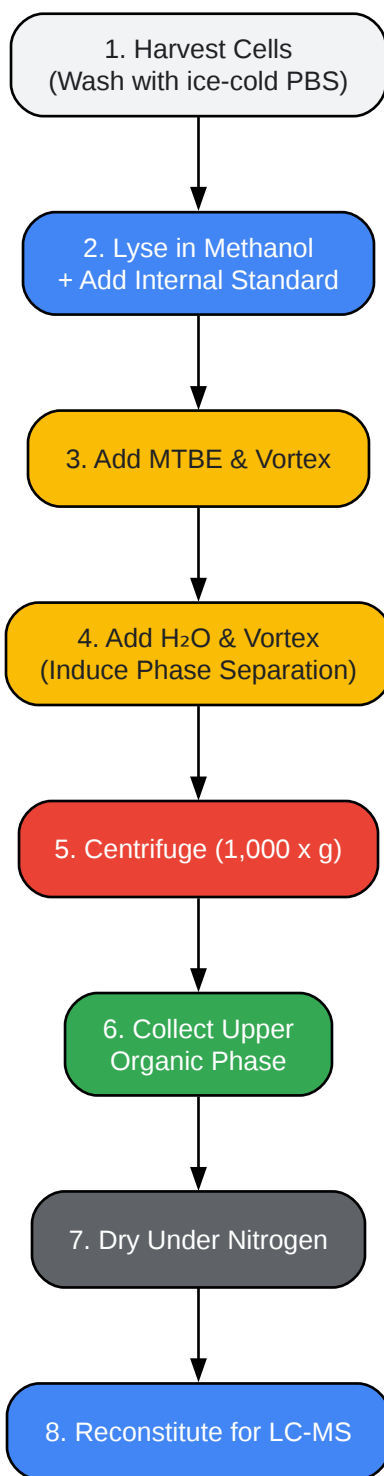 1. Harvest Cells
(Wash with ice-cold PBS)
2. Lyse in Methanol
+ Add Internal Standard
3. Add MTBE & Vortex
4. Add H₂O & Vortex
(Induce Phase Separation)
5. Centrifuge (1,000 x g)
6. Collect Upper
Organic Phase
7. Dry Under Nitrogen
8. Reconstitute for LC-MS